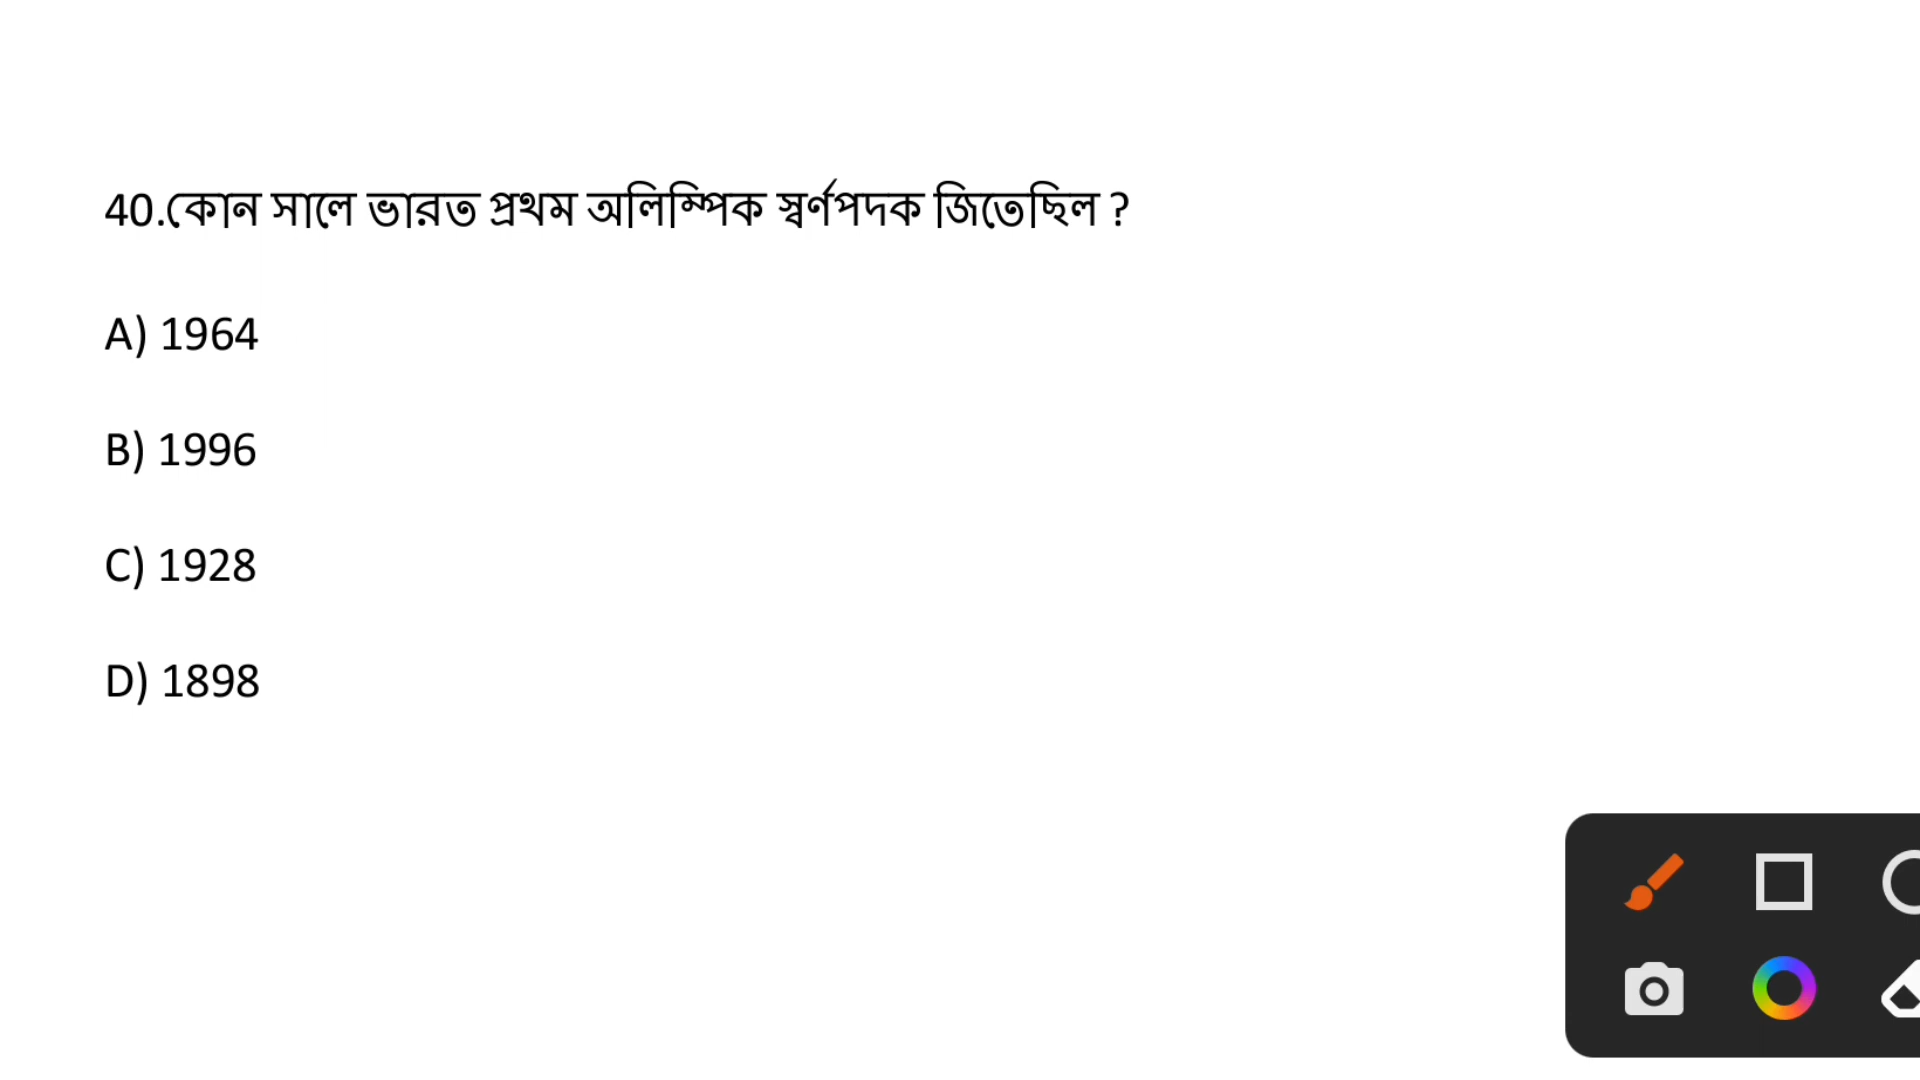 40.কোন সালে ভারত প্রথম অলিম্পিক স্বর্ণপদক জিতেছিল ?
A) 1964
B) 1996
C) 1928
D) 1898